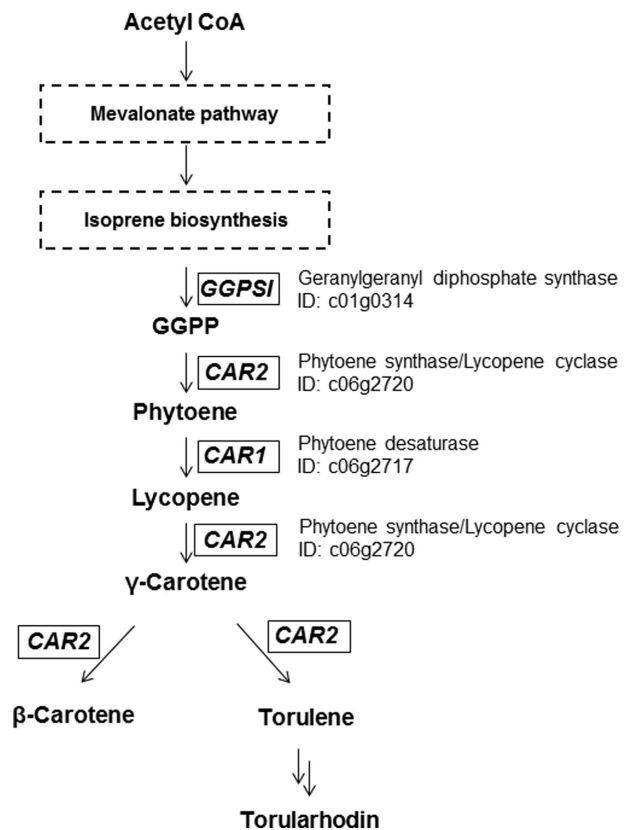 Acetyl CoA
Mevalonate pathway
Isoprene biosynthesis
GGPSI
Geranylgeranyl diphosphate synthase
ID: c01g0314
GGPP
CAR2
Phytoene synthase/Lycopene cyclase
ID: c06g2720
Phytoene
CAR1
Phytoene desaturase
ID: c06g2717
Lycopene
CAR2
Phytoene synthase/Lycopene cyclase
ID: c06g2720
γ-Carotene
CAR2
CAR2
β-Carotene
Torulene
Torularhodin